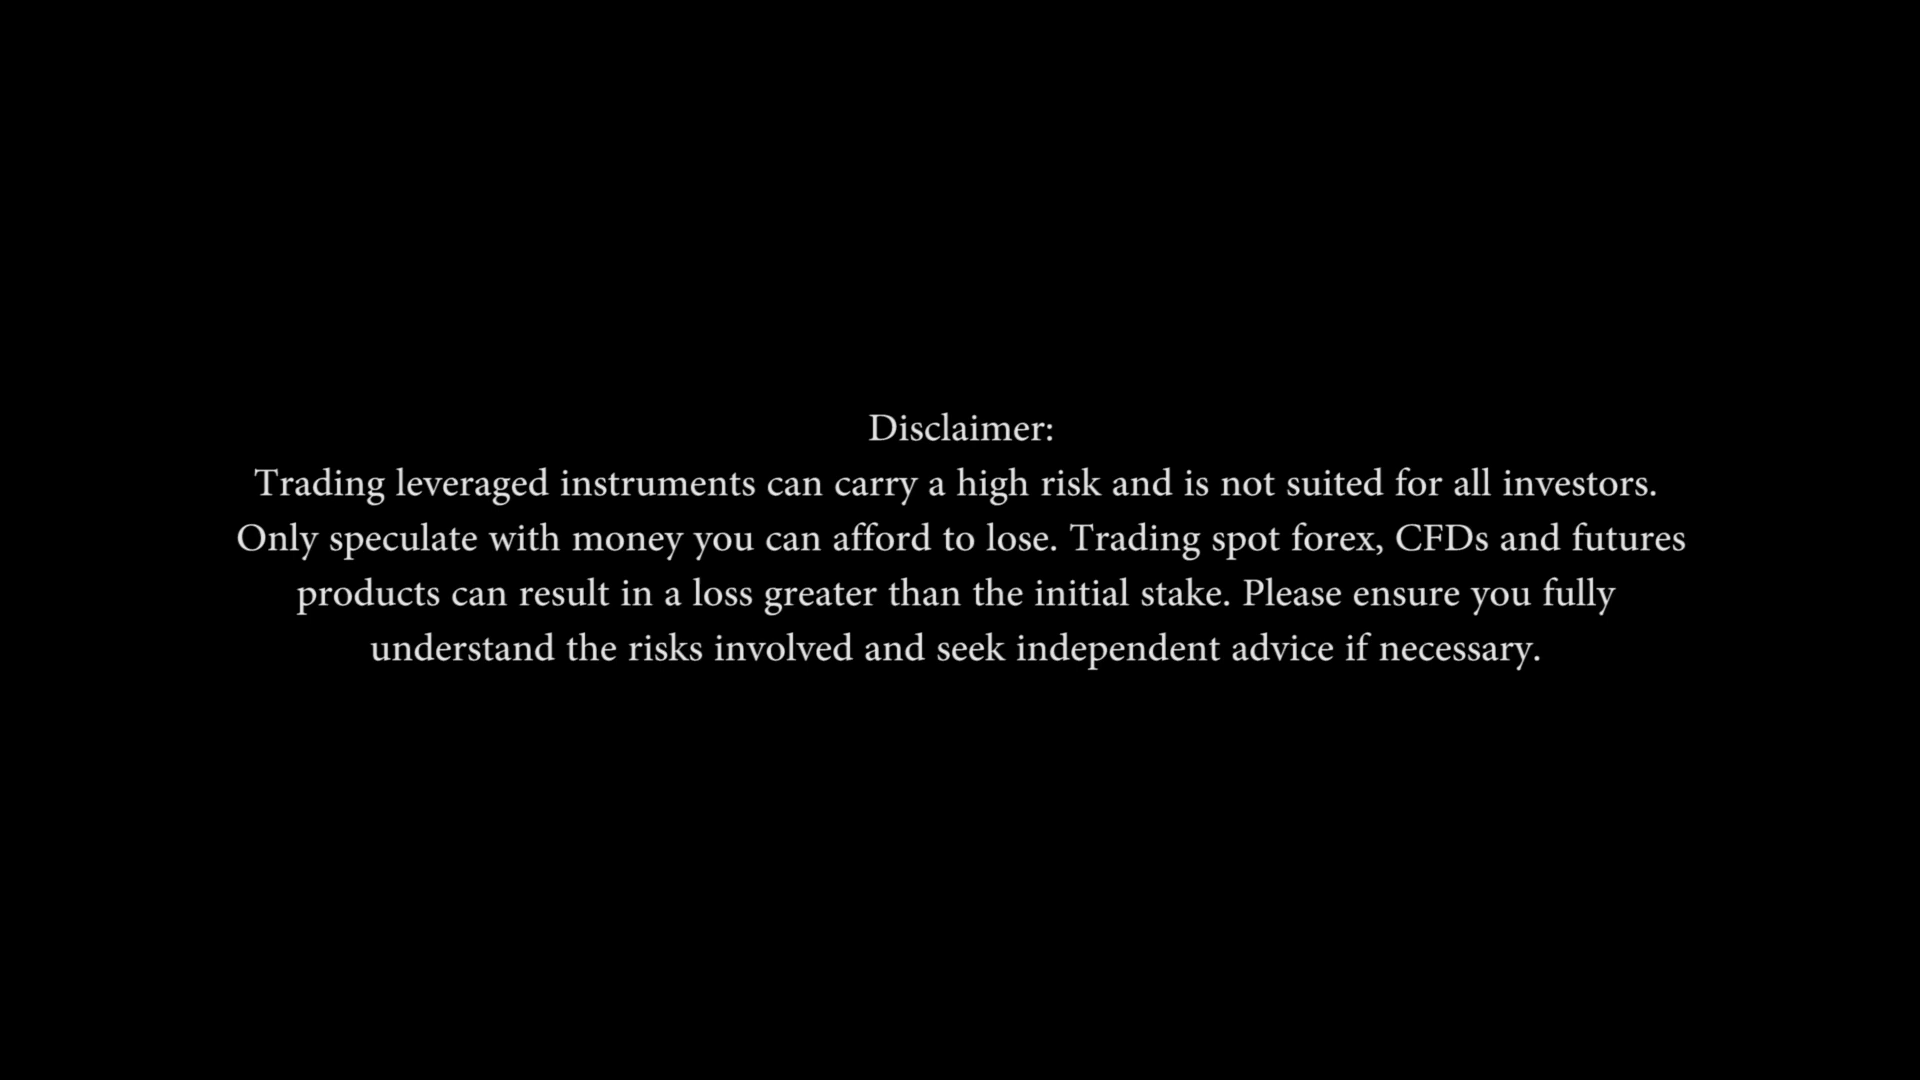 Disclaimer:
Trading leveraged instruments can carry a high risk and is not suited for all investors.
Only speculate with money you can afford to lose. Trading spot forex, CFDs and futures
products can result in a loss greater than the initial stake. Please ensure you fully
understand the risks involved and seek independent advice if necessary.